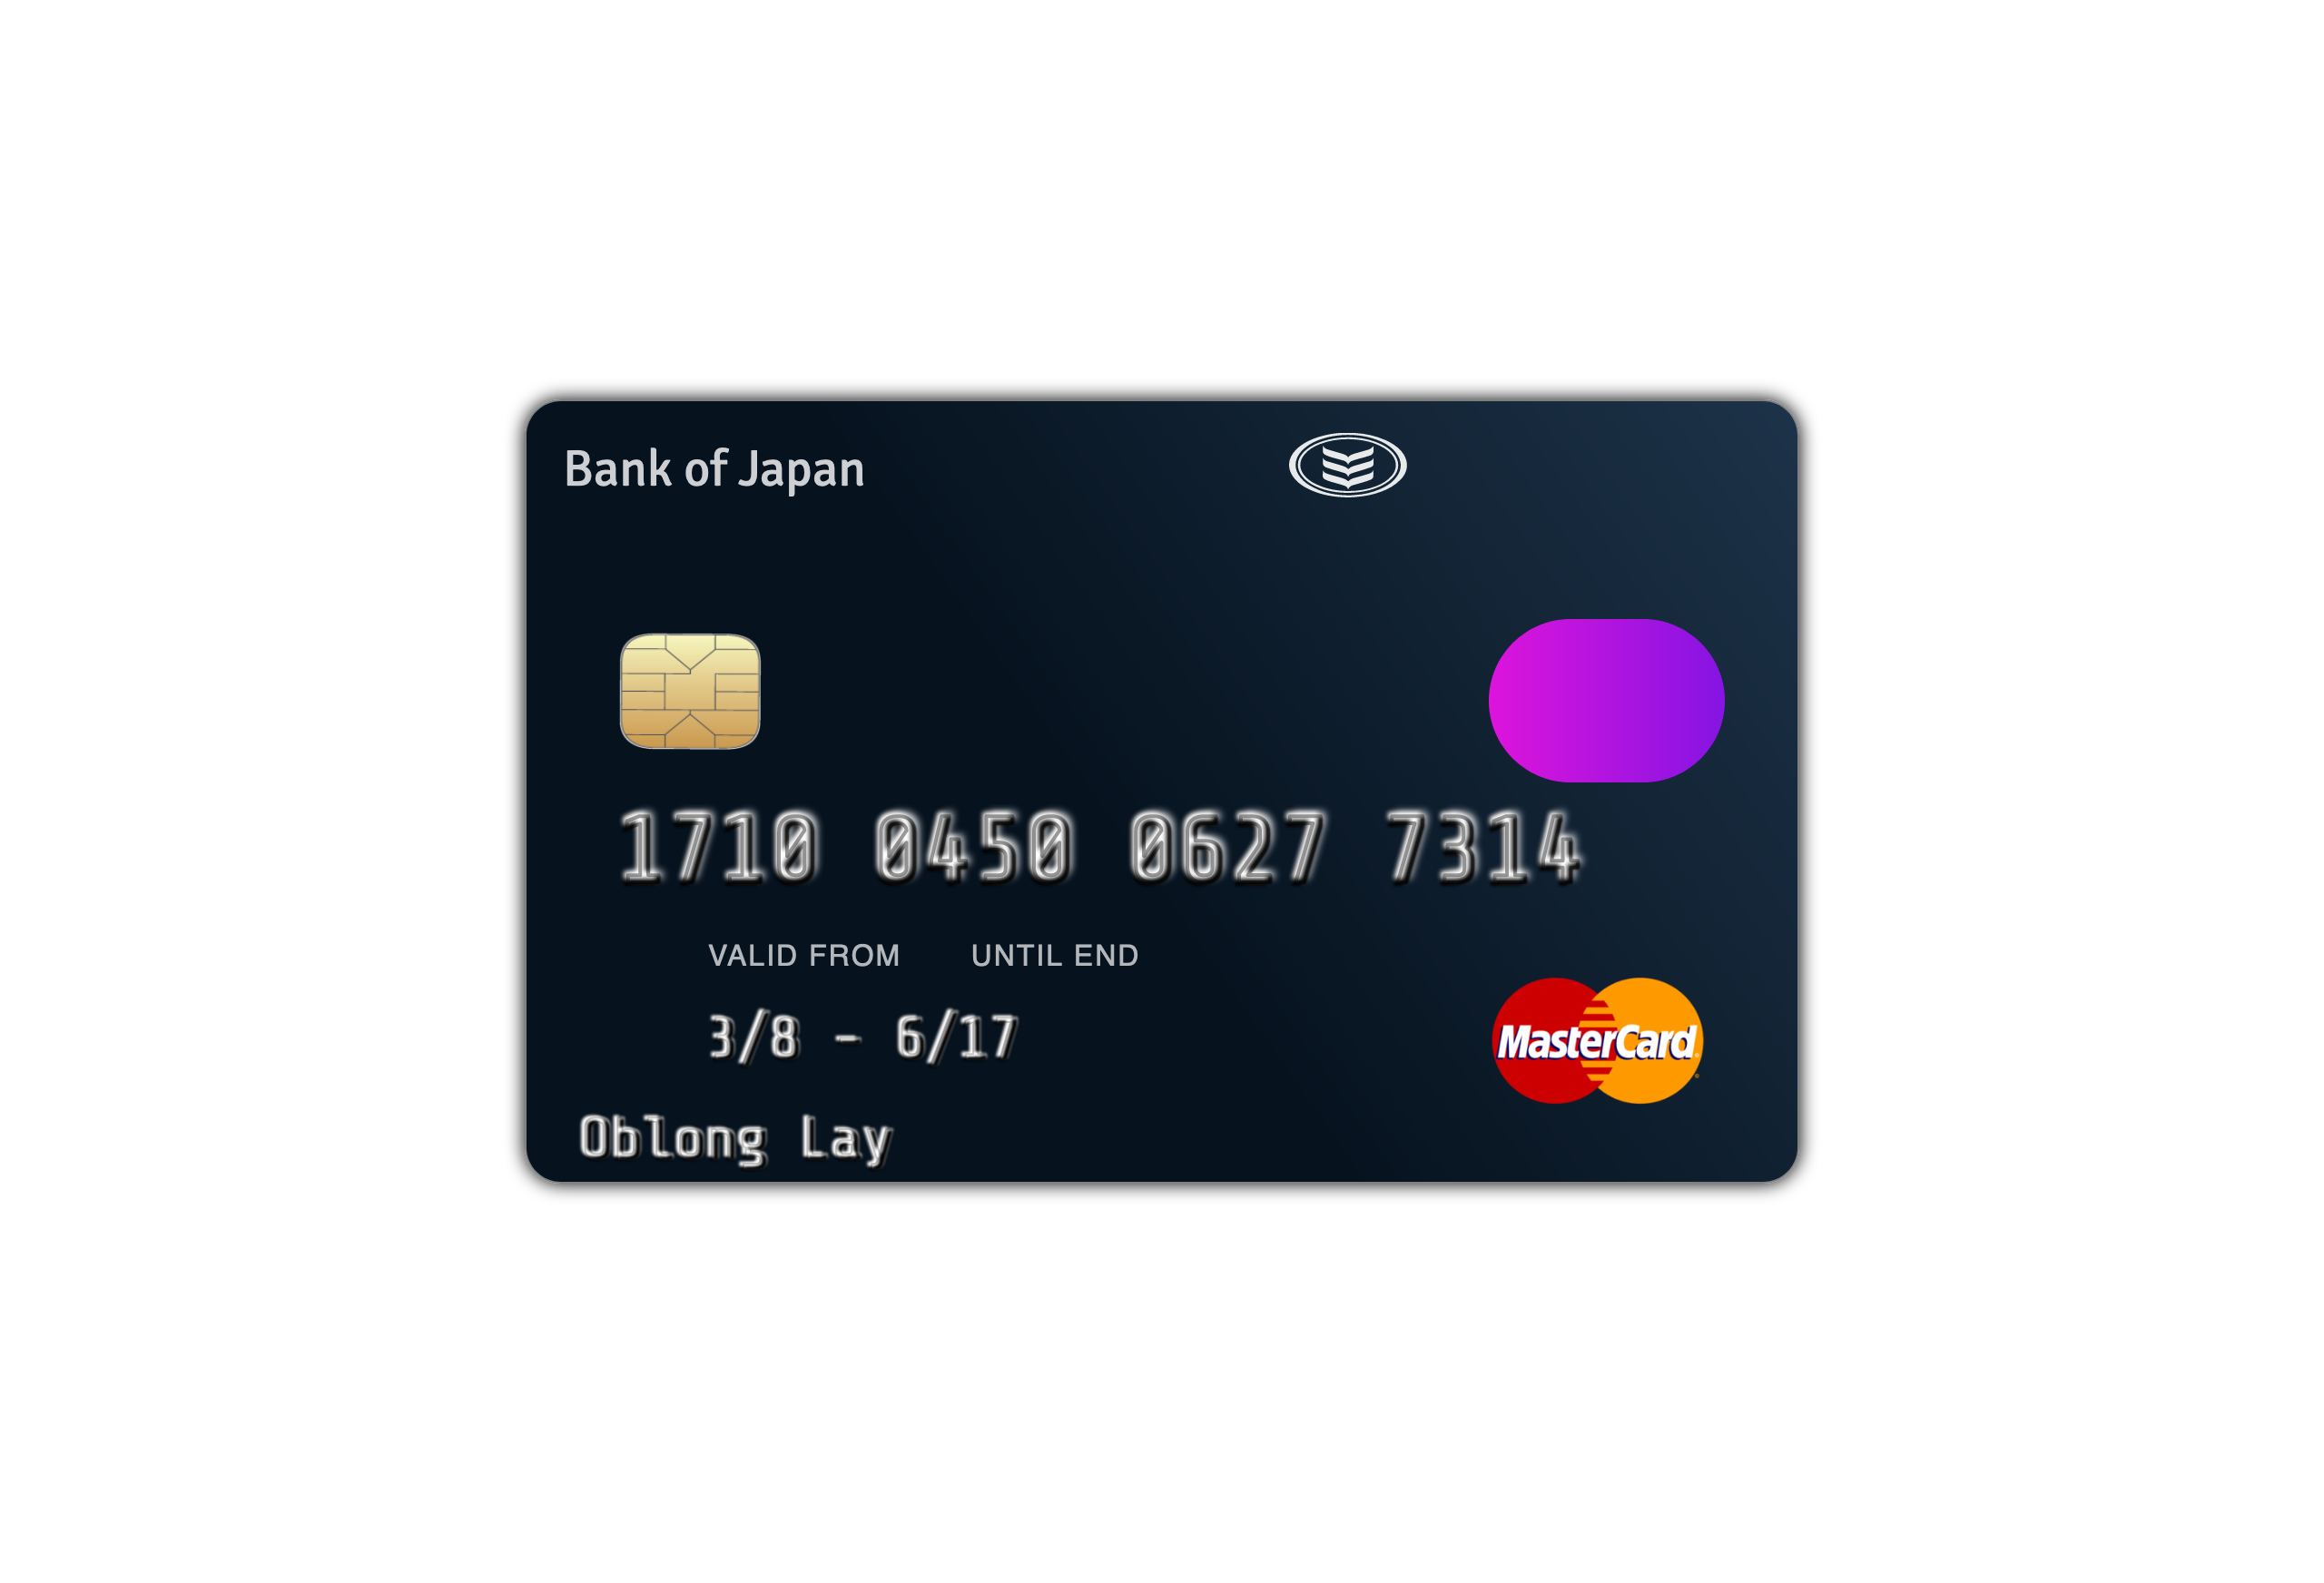 Bank of Japan
1710 0450 0627 7314
VALID FROM UNTIL END
3/8 - 6/17
MasterCard
Oblong Lay